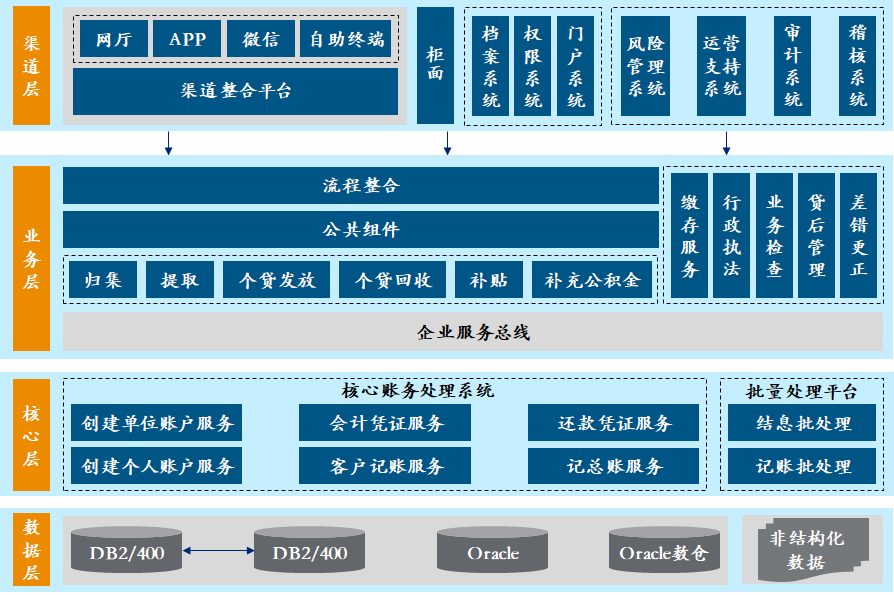 渠道层
网厅
APP
微信
自助终端
渠道整合平台
柜面
档案系统
权限系统
门户系统
风险
管理
系统
运营
支持
系统
审计系统
稽核系统
业务层
流程整合
公共组件
归集
提取
个贷发放
个贷回收
补贴
补充公积金
缴存服务
行政执法
业务检查
贷后管理
差错更正
企业服务总线
核心层
核心账务处理系统
创建单位账户服务
会计凭证服务
还款凭证服务
创建个人账户服务
客户记账服务
记总账服务
批量处理平台
结息批处理
记账批处理
数据层
DB2/400
DB2/400
Oracle
Oracle数仓
非结构化
数据